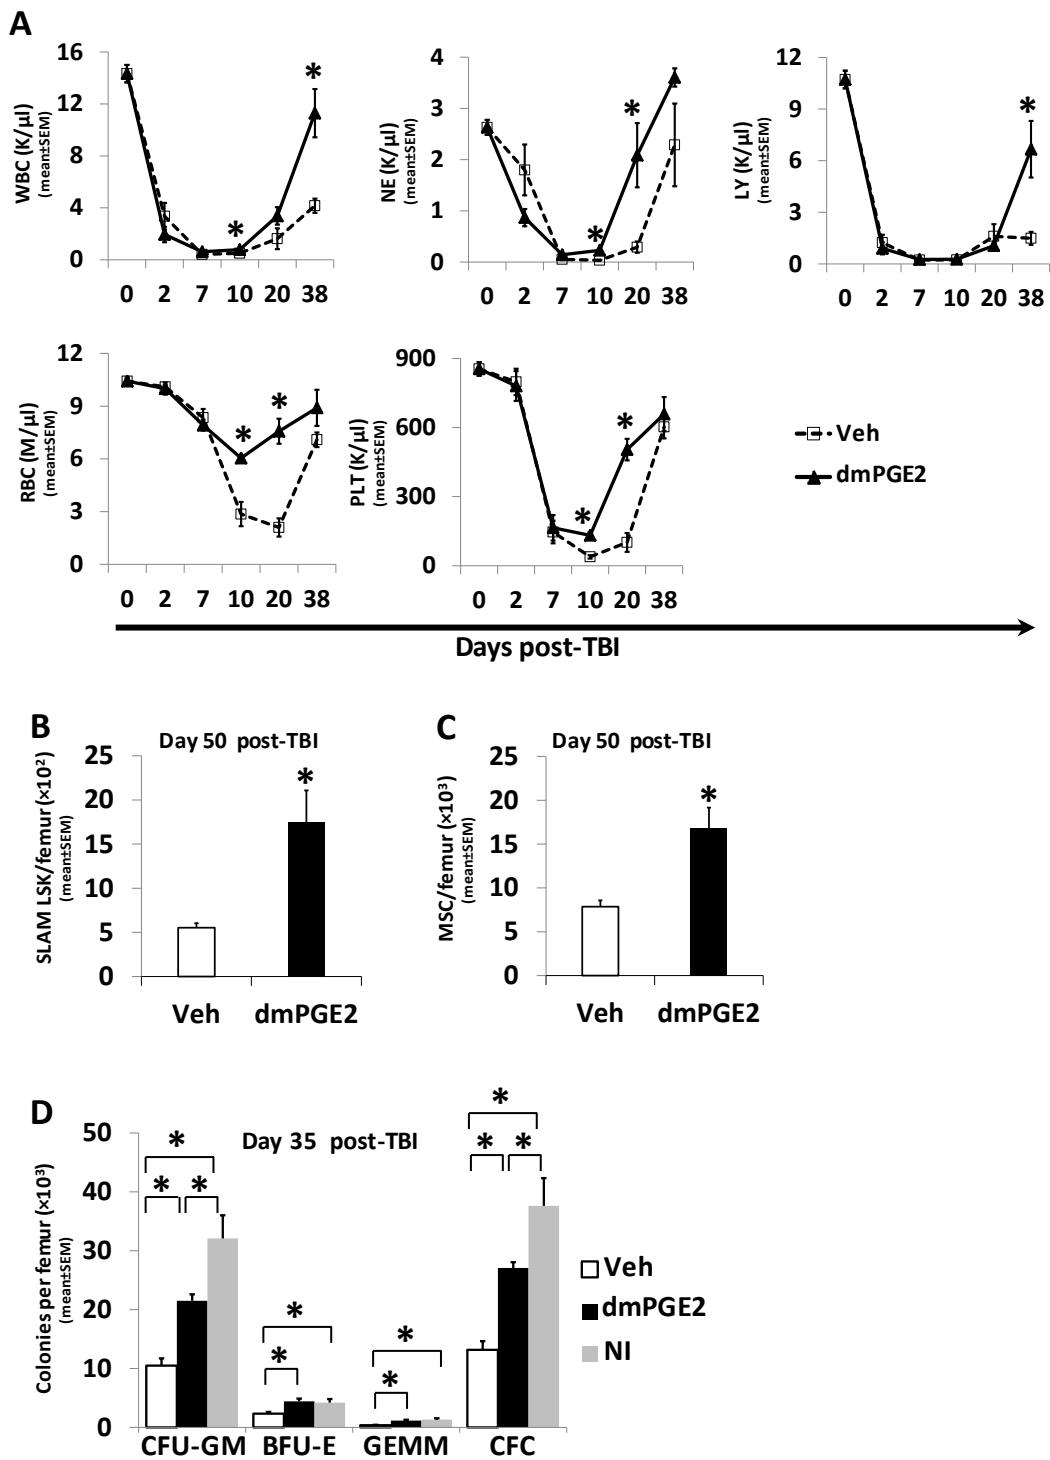 A
WBC (K/µl)
(mean±SEM)
16
12
8
4
0
*
*
0 2 7 10 20 38
NE (K/µl)
(mean±SEM)
4
3
2
1
0
*
*
0 2 7 10 20 38
LY (K/µl)
(mean±SEM)
12
9
6
3
0
*
0 2 7 10 20 38
RBC (M/µl)
(mean±SEM)
12
9
6
3
0
*
*
0 2 7 10 20 38
PLT (K/µl)
(mean±SEM)
900
600
300
0
*
*
0 2 7 10 20 38
Veh
dmPGE2
Days post-TBI
B
Day 50 post-TBI
SLAM LSK/femur (×10²)
(mean±SEM)
25
20
15
10
5
0
*
Veh dmPGE2
C
Day 50 post-TBI
MSC/femur (×10³)
(mean±SEM)
25
20
15
10
5
0
*
Veh dmPGE2
D
Day 35 post-TBI
Colonies per femur (×10³)
(mean±SEM)
50
40
30
20
10
0
*
* *
*
*
*
*
*
* *
CFU-GM BFU-E GEMM CFC
Veh
dmPGE2
NI